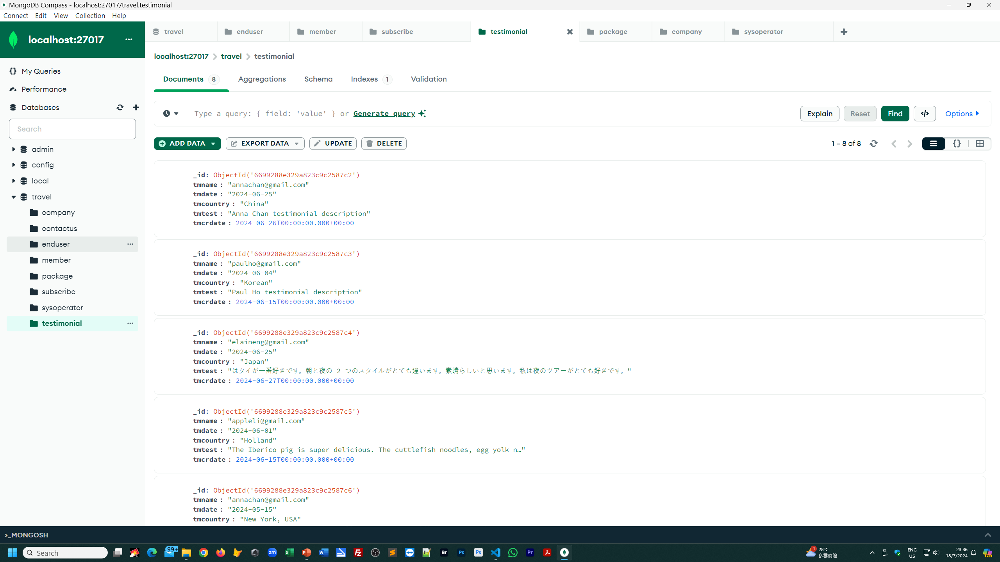 MongoDB Compass - localhost:27017/travel.testimonial
Connect Edit View Collection Help
localhost:27017 ...
travel enduser member subscribe testimonial package company sysoperator
localhost:27017 travel testimonial
My Queries
Performance
Databases
Search
admin
config
local
travel
company
contactus
enduser
member
package
subscribe
sysoperator
testimonial
Documents 8 Aggregations Schema Indexes 1 Validation
Type a query: { field: 'value' } or Generate query
Explain Reset Find </> Options
ADD DATA EXPORT DATA UPDATE DELETE
1 – 8 of 8 {}
_id: ObjectId('6699288e329a823c9c2587c2')
tmname : "annachan@gmail.com"
tmdate : "2024-06-25"
tmcountry : "China"
tmtest : "Anna Chan testimonial description"
tmcrdate : 2024-06-26T00:00:00.000+00:00
_id: ObjectId('6699288e329a823c9c2587c3')
tmname : "paulho@gmail.com"
tmdate : "2024-06-04"
tmcountry : "Korean"
tmtest : "Paul Ho testimonial description"
tmcrdate : 2024-06-15T00:00:00.000+00:00
_id: ObjectId('6699288e329a823c9c2587c4')
tmname : "elaineng@gmail.com"
tmdate : "2024-06-25"
tmcountry : "Japan"
tmtest : "はタイが一番好きです。朝と夜の 2 つのスタイルがとても違います。素晴らしいと思います。私は夜のツアーがとても好きです。"
tmcrdate : 2024-06-27T00:00:00.000+00:00
_id: ObjectId('6699288e329a823c9c2587c5')
tmname : "appleli@gmail.com"
tmdate : "2024-06-01"
tmcountry : "Holland"
tmtest : "The Iberico pig is super delicious. The cuttlefish noodles, egg yolk n…"
tmcrdate : 2024-06-15T00:00:00.000+00:00
_id: ObjectId('6699288e329a823c9c2587c6')
tmname : "annachan@gmail.com"
tmdate : "2024-05-15"
tmcountry : "New York, USA"
>_MONGOSH
Search
99+
zm
Br Ps Ps Pr
1 28°C
多雲時陰
ENG
US
23:36
18/7/2024
PRE